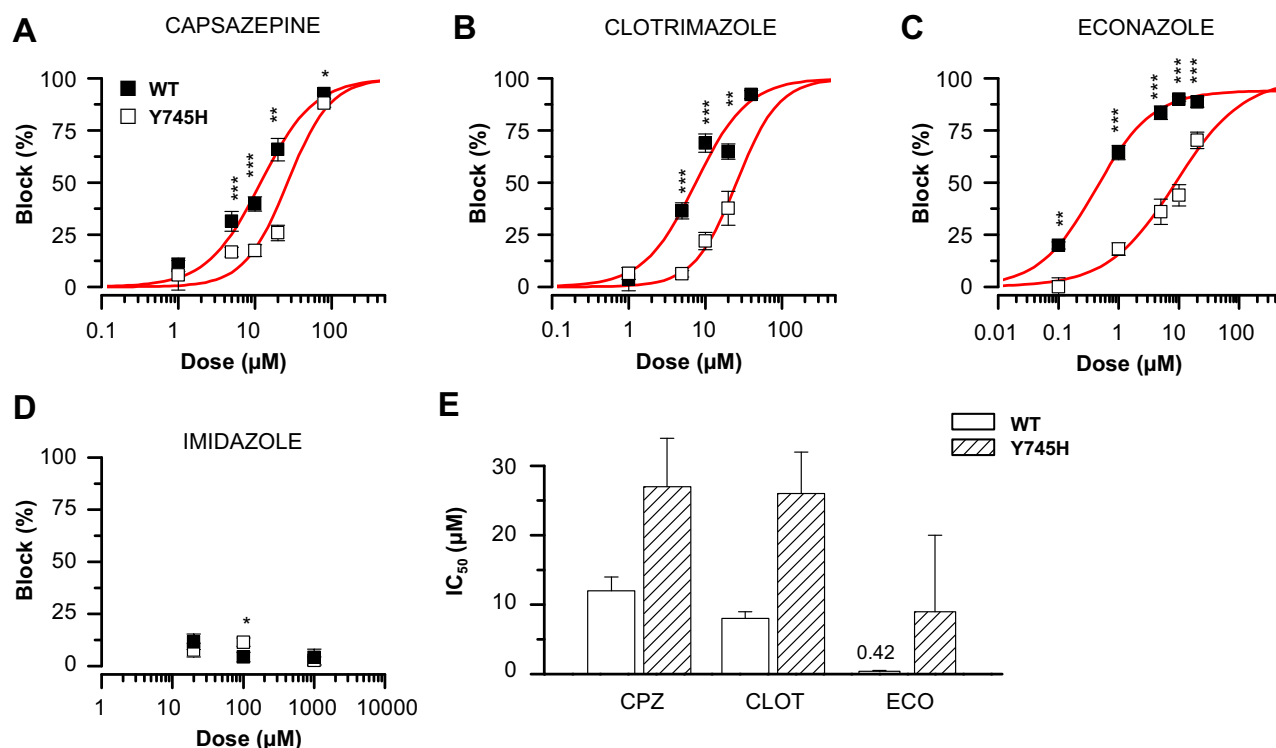 A
CAPSAZEPINE
100
75
50
25
0
Block (%)
WT
Y745H
***
***
**
*
0.1
1
10
100
Dose (µM)
B
CLOTRIMAZOLE
100
75
50
25
0
Block (%)
***
***
**
0.1
1
10
100
Dose (µM)
C
ECONAZOLE
100
75
50
25
0
Block (%)
**
***
***
***
***
0.01
0.1
1
10
100
Dose (µM)
D
IMIDAZOLE
100
75
50
25
0
Block (%)
*
1
10
100
1000
10000
Dose (µM)
E
WT
Y745H
30
20
10
0
IC50 (µM)
0.42
CPZ
CLOT
ECO